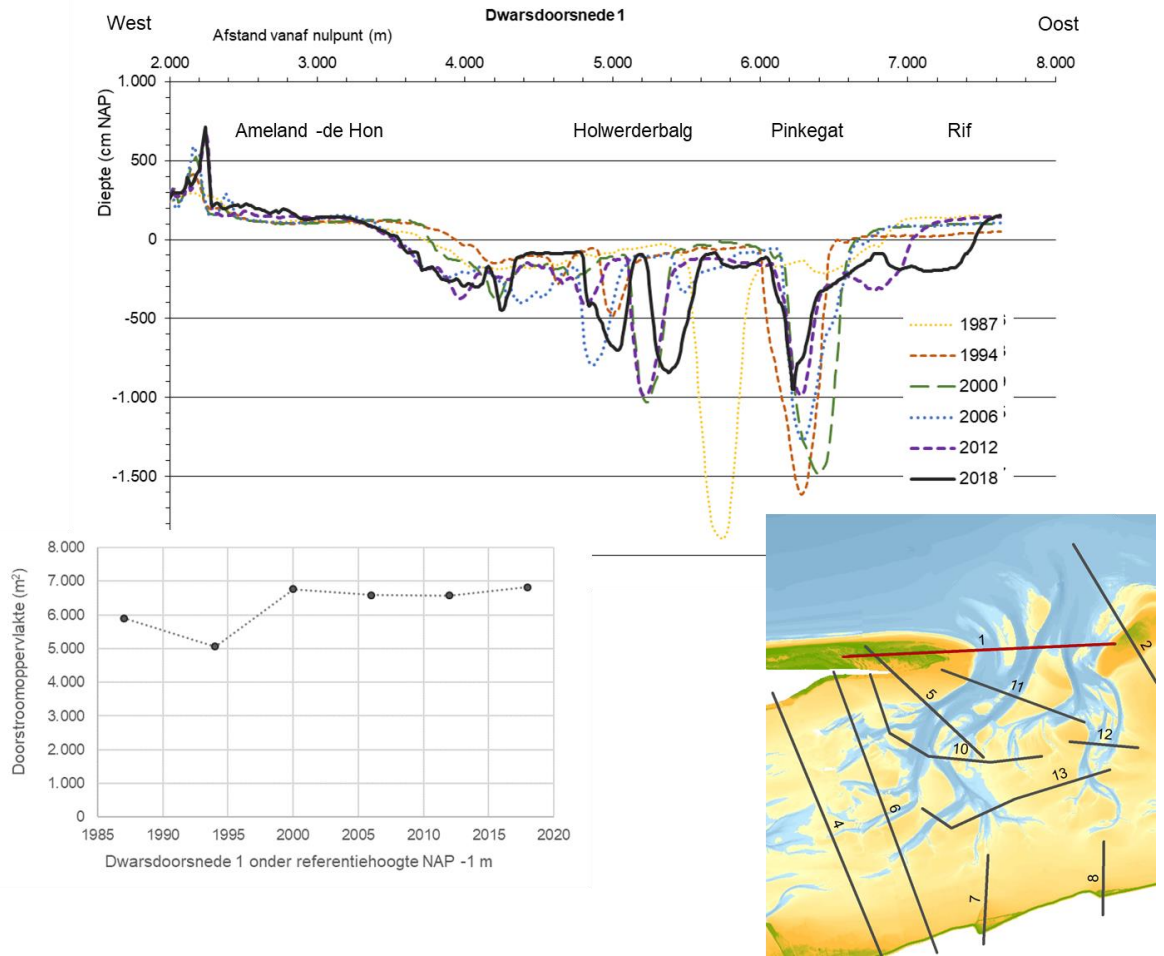 Dwarsdoorsnede 1
West
Oost
Afstand vanaf nulpunt (m)
2.000 3.000 4.000 5.000 6.000 7.000 8.000
Diepte (cm NAP)
1.000
500
0
-500
-1.000
-1.500
Ameland -de Hon
Holwerderbalg
Pinkegat
Rif
1987
1994
2000
2006
2012
2018
Doorstroomoppervlakte (m²)
8.000
7.000
6.000
5.000
4.000
3.000
2.000
1.000
0
1985 1990 1995 2000 2005 2010 2015 2020
Dwarsdoorsnede 1 onder referentiehoogte NAP -1 m
1
2
5
11
12
10
13
4
6
7
8